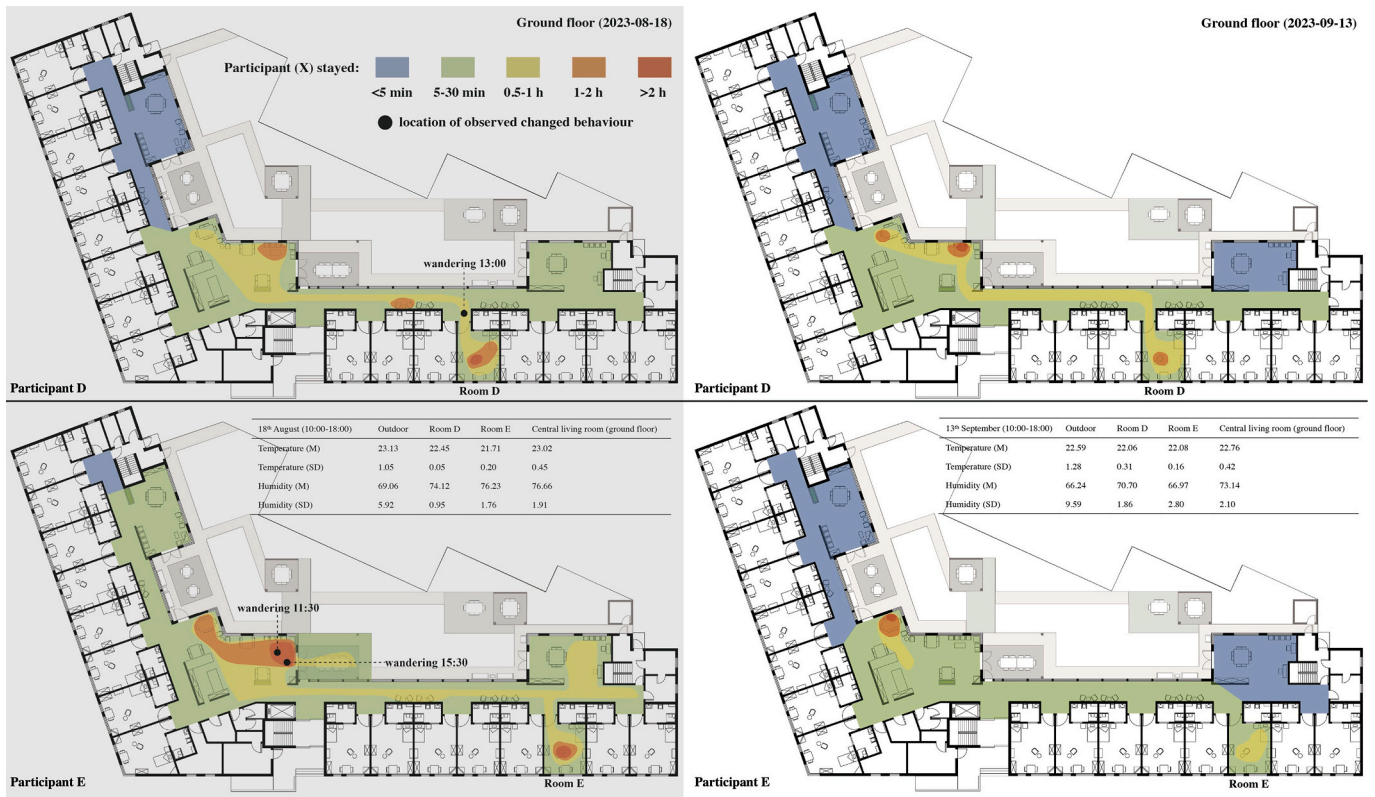 Ground floor (2023-08-18)
Participant (X) stayed:
<5 min 5-30 min 0.5-1 h 1-2 h >2 h
location of observed changed behaviour
wandering 13:00
Participant D
Room D
Ground floor (2023-09-13)
Participant D
Room D
18th August (10:00-18:00) Outdoor Room D Room E Central living room (ground floor)
Temperature (M) 23.13 22.45 21.71 23.02
Temperature (SD) 1.05 0.05 0.20 0.45
Humidity (M) 69.06 74.12 76.23 76.66
Humidity (SD) 5.92 0.95 1.76 1.91
wandering 11:30
wandering 15:30
Participant E
Room E
13th September (10:00-18:00) Outdoor Room D Room E Central living room (ground floor)
Temperature (M) 22.59 22.06 22.08 22.76
Temperature (SD) 1.28 0.31 0.16 0.42
Humidity (M) 66.24 70.70 66.97 73.14
Humidity (SD) 9.59 1.86 2.80 2.10
Participant E
Room E